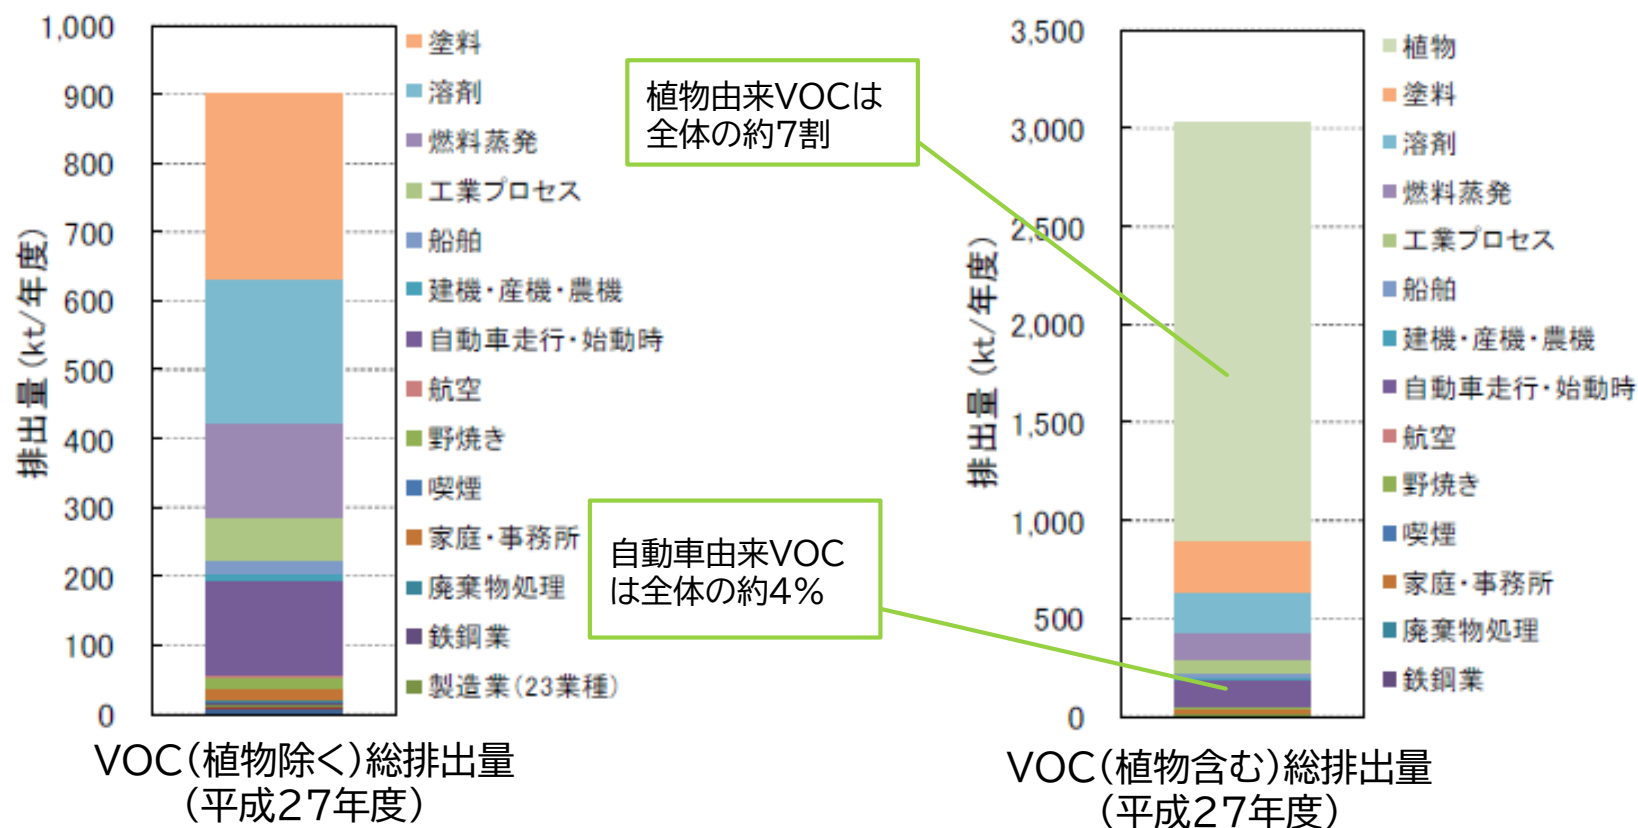 1,000
900
800
700
600
500
400
300
200
100
0
排出量(kt/年度)
塗料
溶剤
燃料蒸発
工業プロセス
船舶
建機・産機・農機
自動車走行・始動時
航空
野焼き
喫煙
家庭・事務所
廃棄物処理
鉄鋼業
製造業(23業種)
VOC(植物除く)総排出量
(平成27年度)
植物由来VOCは
全体の約7割
自動車由来VOC
は全体の約4%
3,500
3,000
2,500
2,000
1,500
1,000
500
0
排出量(kt/年度)
植物
塗料
溶剤
燃料蒸発
工業プロセス
船舶
建機・産機・農機
自動車走行・始動時
航空
野焼き
喫煙
家庭・事務所
廃棄物処理
鉄鋼業
VOC(植物含む)総排出量
(平成27年度)